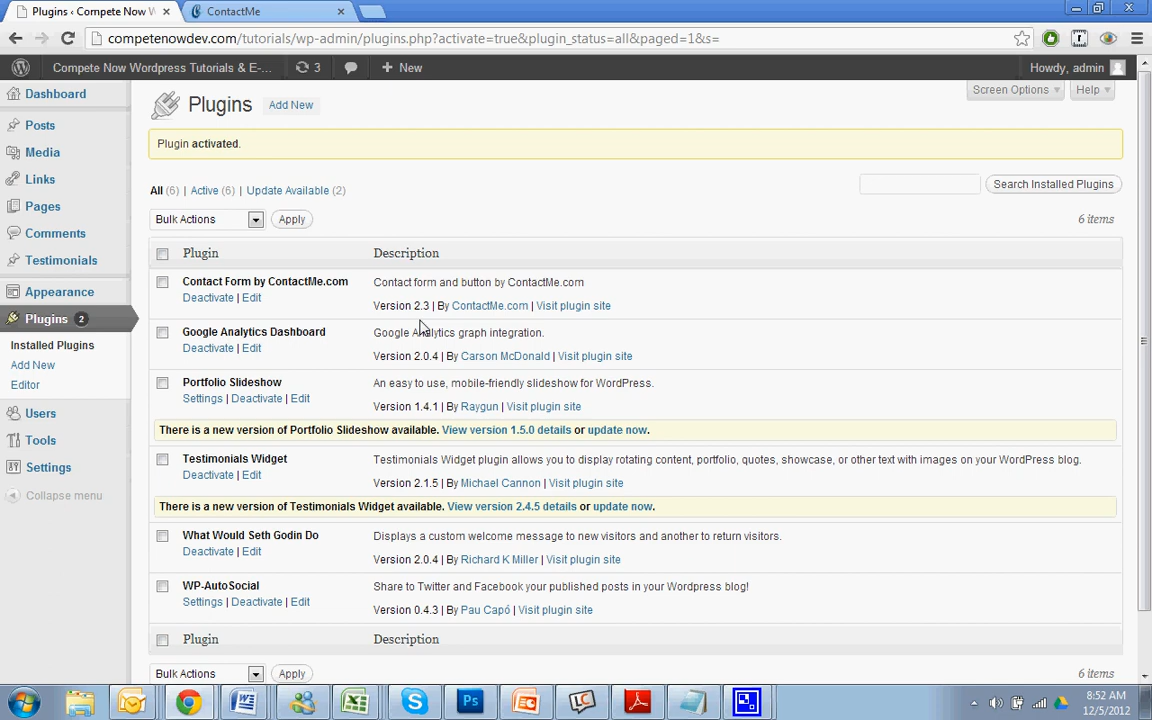 Plugins ‹ Compete Now W
ContactMe
competenowdev.com/tutorials/wp-admin/plugins.php?activate=true&plugin_status=all&paged=1&s=
Compete Now Wordpress Tutorials & E-...
3
New
Howdy, admin
Dashboard
Posts
Media
Links
Pages
Comments
Testimonials
Appearance
Plugins 2
Installed Plugins
Add New
Editor
Users
Tools
Settings
Collapse menu
Screen Options
Help
Plugins Add New
Plugin activated.
All (6) | Active (6) | Update Available (2)
Search Installed Plugins
Bulk Actions
Apply
6 items
Plugin Description
Contact Form by ContactMe.com
Deactivate | Edit
Contact form and button by ContactMe.com
Version 2.3 | By ContactMe.com | Visit plugin site
Google Analytics Dashboard
Deactivate | Edit
Google Analytics graph integration.
Version 2.0.4 | By Carson McDonald | Visit plugin site
Portfolio Slideshow
Settings | Deactivate | Edit
An easy to use, mobile-friendly slideshow for WordPress.
Version 1.4.1 | By Raygun | Visit plugin site
There is a new version of Portfolio Slideshow available. View version 1.5.0 details or update now.
Testimonials Widget
Deactivate | Edit
Testimonials Widget plugin allows you to display rotating content, portfolio, quotes, showcase, or other text with images on your WordPress blog.
Version 2.1.5 | By Michael Cannon | Visit plugin site
There is a new version of Testimonials Widget available. View version 2.4.5 details or update now.
What Would Seth Godin Do
Deactivate | Edit
Displays a custom welcome message to new visitors and another to return visitors.
Version 2.0.4 | By Richard K Miller | Visit plugin site
WP-AutoSocial
Settings | Deactivate | Edit
Share to Twitter and Facebook your published posts in your Wordpress blog!
Version 0.4.3 | By Pau Capó | Visit plugin site
Plugin Description
Bulk Actions
Apply
6 items
8:52 AM
12/5/2012